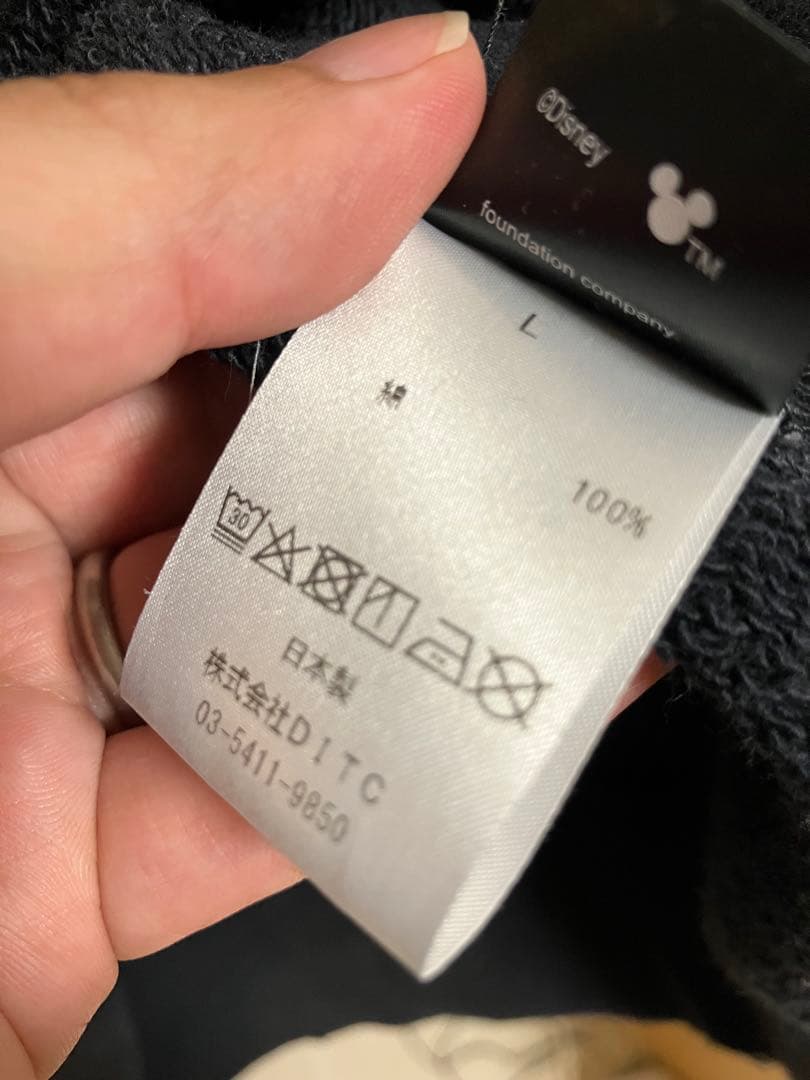 ©Disney
TM
foundation company
L
綿
100%
30
日本製
株式会社DITC
03-5411-9850